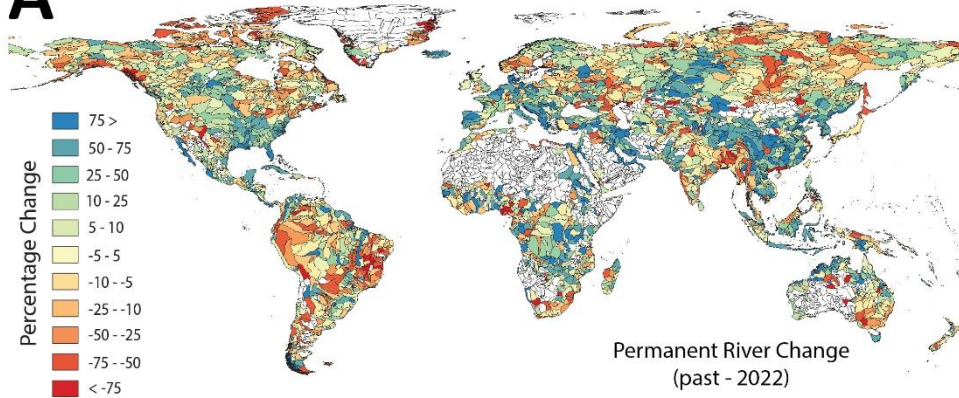 A
Percentage Change
75 >
50 - 75
25 - 50
10 - 25
5 - 10
-5 - 5
-10 - -5
-25 - -10
-50 - -25
-75 - -50
< -75
Permanent River Change
(past - 2022)